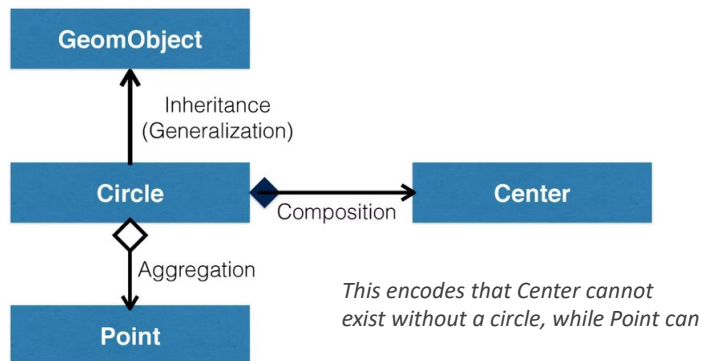 GeomObject
Inheritance
(Generalization)
Circle
Composition
Center
Aggregation
This encodes that Center cannot
exist without a circle, while Point can
Point